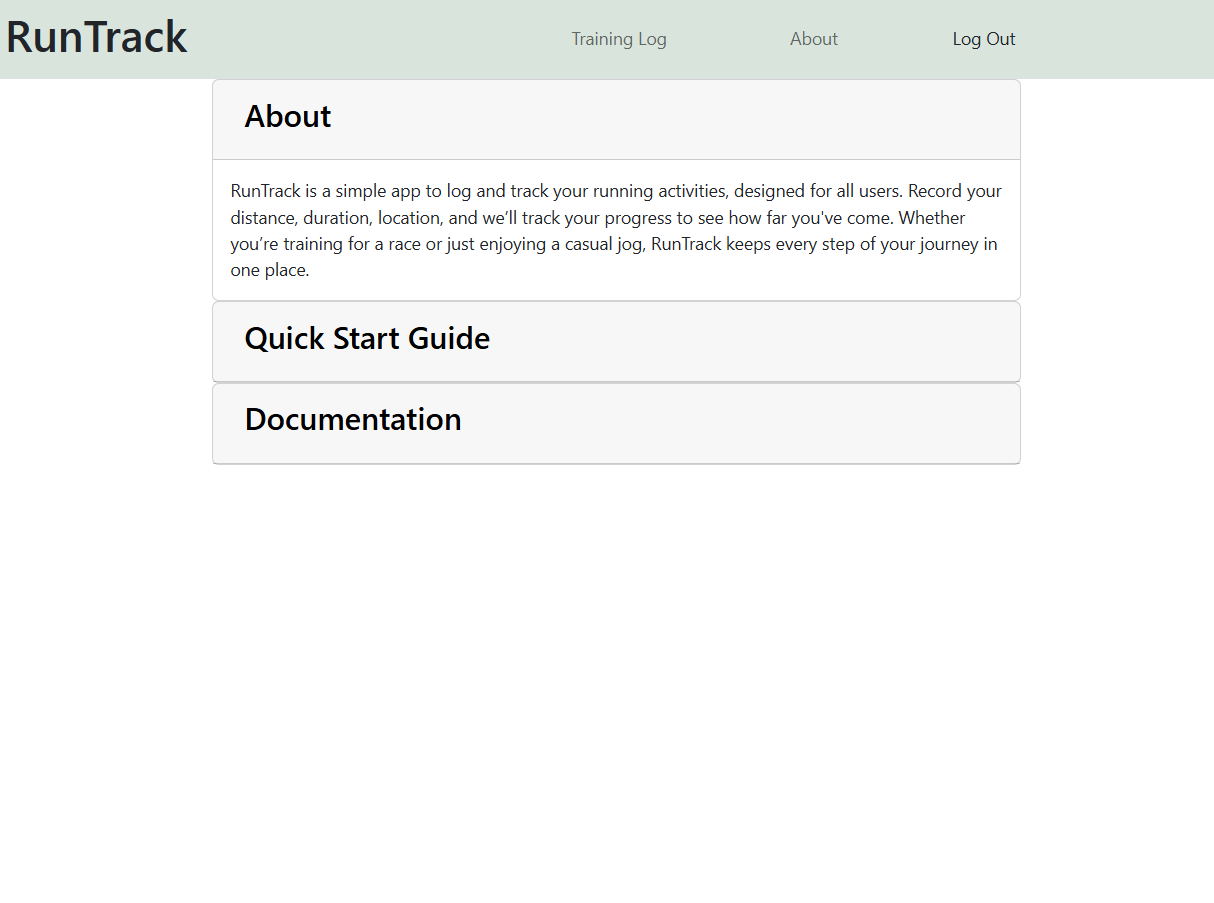 RunTrack
Training Log
About
Log Out
About
RunTrack is a simple app to log and track your running activities, designed for all users. Record your
distance, duration, location, and we’ll track your progress to see how far you've come. Whether
you’re training for a race or just enjoying a casual jog, RunTrack keeps every step of your journey in
one place.
Quick Start Guide
Documentation